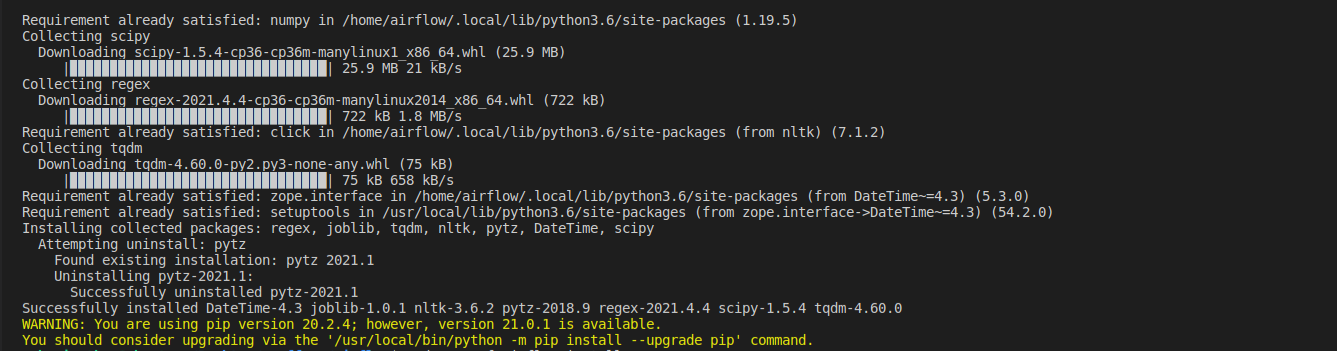 Requirement already satisfied: numpy in /home/airflow/.local/lib/python3.6/site-packages (1.19.5)
Collecting scipy
Downloading scipy-1.5.4-cp36-cp36m-manylinux1_x86_64.whl (25.9 MB)
|████████████████████████████████| 25.9 MB 21 kB/s
Collecting regex
Downloading regex-2021.4.4-cp36-cp36m-manylinux2014_x86_64.whl (722 kB)
|████████████████████████████████| 722 kB 1.8 MB/s
Requirement already satisfied: click in /home/airflow/.local/lib/python3.6/site-packages (from nltk) (7.1.2)
Collecting tqdm
Downloading tqdm-4.60.0-py2.py3-none-any.whl (75 kB)
|████████████████████████████████| 75 kB 658 kB/s
Requirement already satisfied: zope.interface in /home/airflow/.local/lib/python3.6/site-packages (from DateTime~=4.3) (5.3.0)
Requirement already satisfied: setuptools in /usr/local/lib/python3.6/site-packages (from zope.interface->DateTime~=4.3) (54.2.0)
Installing collected packages: regex, joblib, tqdm, nltk, pytz, DateTime, scipy
Attempting uninstall: pytz
Found existing installation: pytz 2021.1
Uninstalling pytz-2021.1:
Successfully uninstalled pytz-2021.1
Successfully installed DateTime-4.3 joblib-1.0.1 nltk-3.6.2 pytz-2018.9 regex-2021.4.4 scipy-1.5.4 tqdm-4.60.0
WARNING: You are using pip version 20.2.4; however, version 21.0.1 is available.
You should consider upgrading via the '/usr/local/bin/python -m pip install --upgrade pip' command.